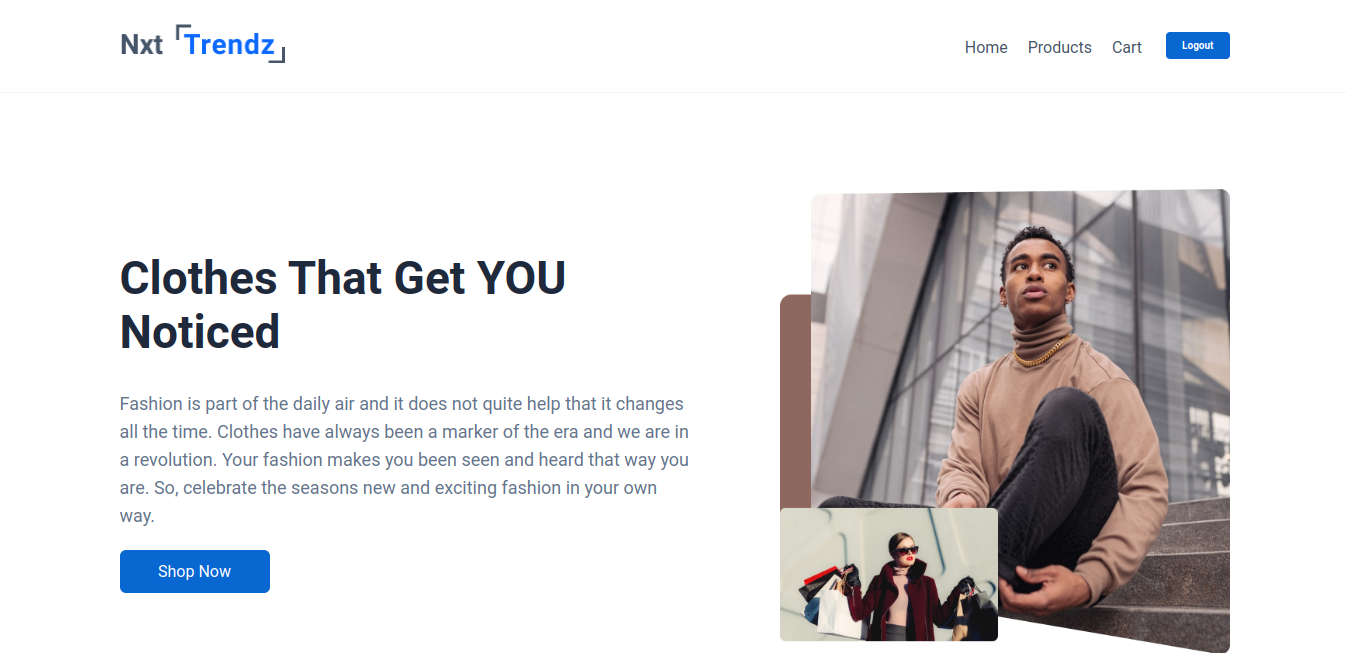 Nxt Trendz
Home Products Cart Logout
Clothes That Get YOU
Noticed
Fashion is part of the daily air and it does not quite help that it changes
all the time. Clothes have always been a marker of the era and we are in
a revolution. Your fashion makes you been seen and heard that way you
are. So, celebrate the seasons new and exciting fashion in your own
way.
Shop Now